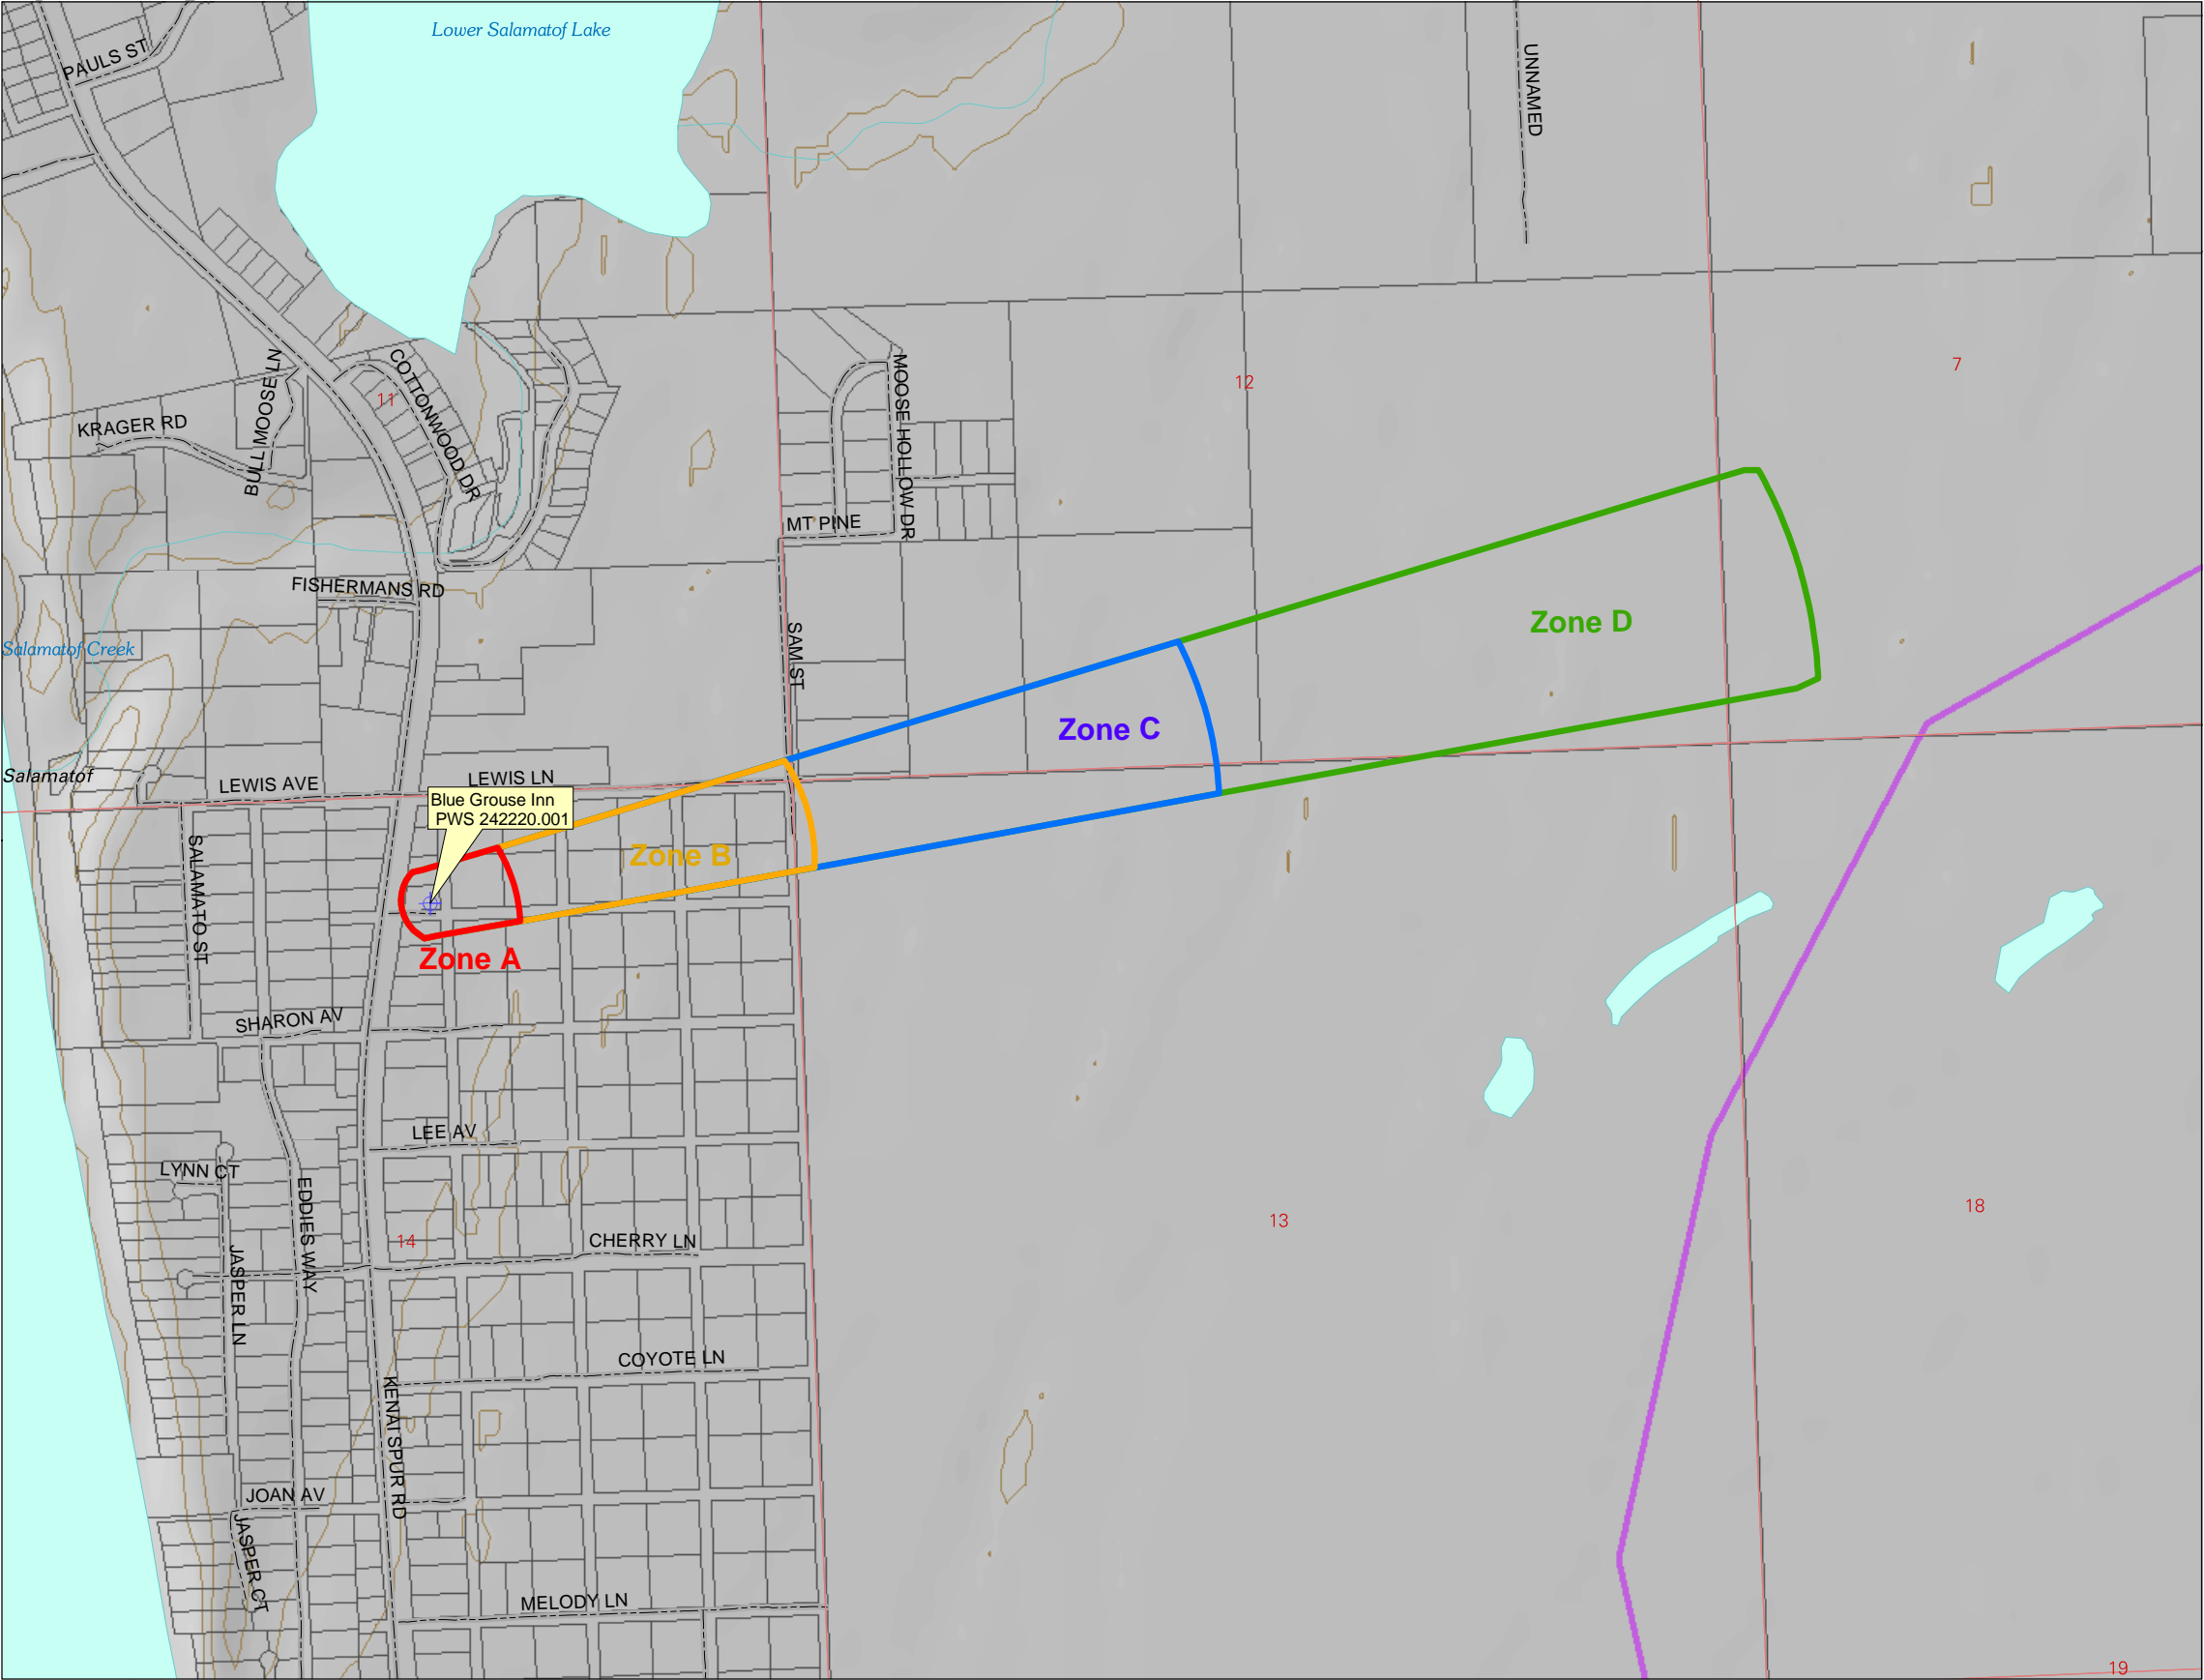 Lower Salamatof Lake
PAULS ST
UNNAMED
7
12
11
COTTONWOOD DR
MOOSE HOLLOW DR
BULL MOOSE LN
KRAGER RD
MT PINE
FISHERMANS RD
SAM ST
Salamatof Creek
Zone D
Zone C
Salamatof
LEWIS AVE
LEWIS LN
Blue Grouse Inn
PWS 242220.001
Zone B
SALAMATO ST
Zone A
SHARON AV
LEE AV
LYNN CT
EDDIES WAY
18
13
14
CHERRY LN
JASPER LN
COYOTE LN
KENAI SPUR RD
JOAN AV
JASPER CT
MELODY LN
19